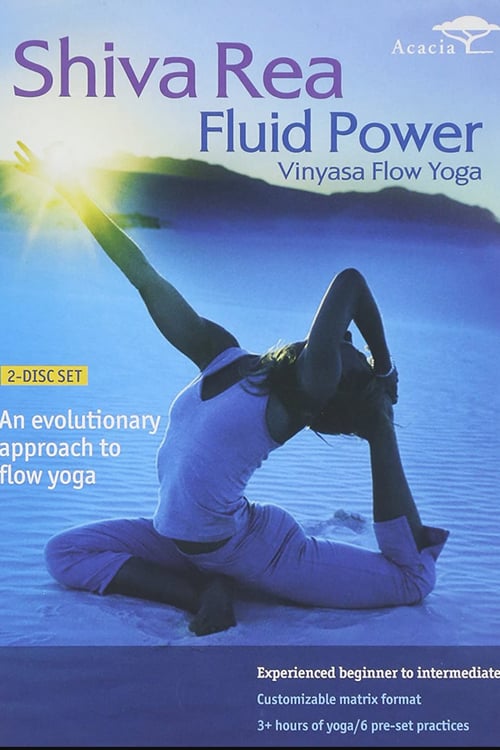 Acacia
Shiva Rea
Fluid Power
Vinyasa Flow Yoga
2-DISC SET
An evolutionary
approach to
flow yoga
Experienced beginner to intermediate
Customizable matrix format
3+ hours of yoga/6 pre-set practices